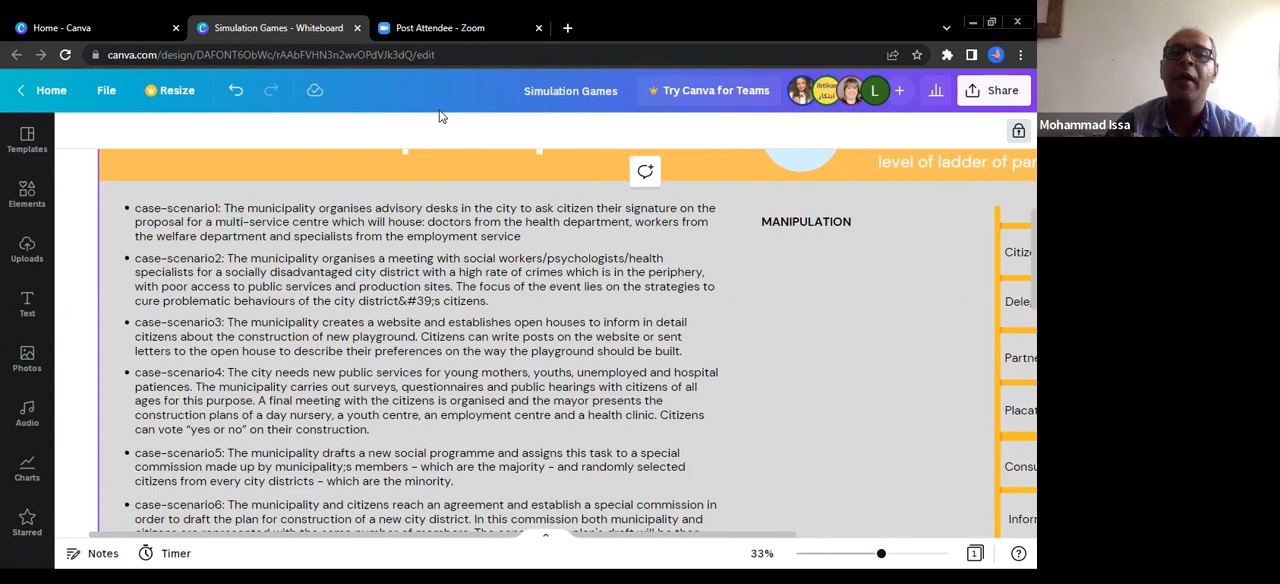 Home - Canva
Simulation Games - Whiteboard
Post Attendee - Zoom
canva.com/design/DAFONT6ObWc/rAAbFVHN3n2wvOPdVJk3dQ/edit
Home
File
Resize
Simulation Games
Try Canva for Teams
Ibtikar
ابتكار
L
Share
Mohammad Issa
Templates
Elements
Uploads
Text
Photos
Audio
Charts
Starred
level of ladder of par
• case-scenario1: The municipality organises advisory desks in the city to ask citizen their signature on the
proposal for a multi-service centre which will house: doctors from the health department, workers from
the welfare department and specialists from the employment service
• case-scenario2: The municipality organises a meeting with social workers/psychologists/health
specialists for a socially disadvantaged city district with a high rate of crimes which is in the periphery,
with poor access to public services and production sites. The focus of the event lies on the strategies to
cure problematic behaviours of the city district&#39;s citizens.
• case-scenario3: The municipality creates a website and establishes open houses to inform in detail
citizens about the construction of new playground. Citizens can write posts on the website or sent
letters to the open house to describe their preferences on the way the playground should be built.
• case-scenario4: The city needs new public services for young mothers, youths, unemployed and hospital
patiences. The municipality carries out surveys, questionnaires and public hearings with citizens of all
ages for this purpose. A final meeting with the citizens is organised and the mayor presents the
construction plans of a day nursery, a youth centre, an employment centre and a health clinic. Citizens
can vote “yes or no” on their construction.
• case-scenario5: The municipality drafts a new social programme and assigns this task to a special
commission made up by municipality;s members - which are the majority - and randomly selected
citizens from every city districts - which are the minority.
• case-scenario6: The municipality and citizens reach an agreement and establish a special commission in
order to draft the plan for construction of a new city district. In this commission both municipality and
MANIPULATION
Citize
Dele
Partne
Placat
Consu
Inforr
Notes
Timer
33%
1
?